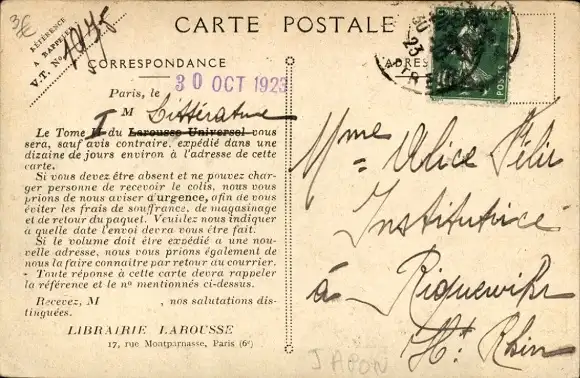 3€
CARTE POSTALE
RÉFÉRENCE
A RAPPELER
V.T. No 1975
CORRESPONDANCE
ADRES
POSTES
30 OCT 1923
Paris, le
M Littérature
Le Tome I II du Larousse Universel vous
sera, sauf avis contraire, expédié dans une
dizaine de jours environ à l'adresse de cette
carte.
Si vous devez être absent et ne pouvez char-
ger personne de recevoir le colis, nous vous
prions de nous aviser d'urgence, afin de vous
éviter les frais de souffrance, de magasinage
et de retour du paquet. Veuillez nous indiquer
à quelle date l'envoi devra vous être fait.
Si le volume doit être expédié a une nou-
velle adresse, nous vous prions également de
nous la faire connaitre par retour du courrier.
- Toute réponse à cette carte devra rappeler
la référence et le no mentionnés ci-dessus.
Recevez, M , nos salutations dis-
tinguées.
LIBRAIRIE LAROUSSE
17, rue Montparnasse, Paris (6e)
Mme Alice
Institutrice
à Riquewihr
Ht Rhin
JAPON